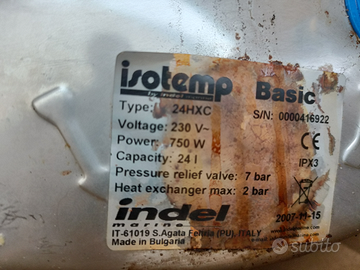 isotemp Basic
by indel
Type: 24HXC
S/N: 0000416922
Voltage: 230 V~
Power: 750 W
CE
Capacity: 24 l
IPX3
Pressure relief valve: 7 bar
Heat exchanger max: 2 bar
indel
marine
2007-11-15
IT-61019 S.Agata Feltria (PU), ITALY
Made in Bulgaria
subito